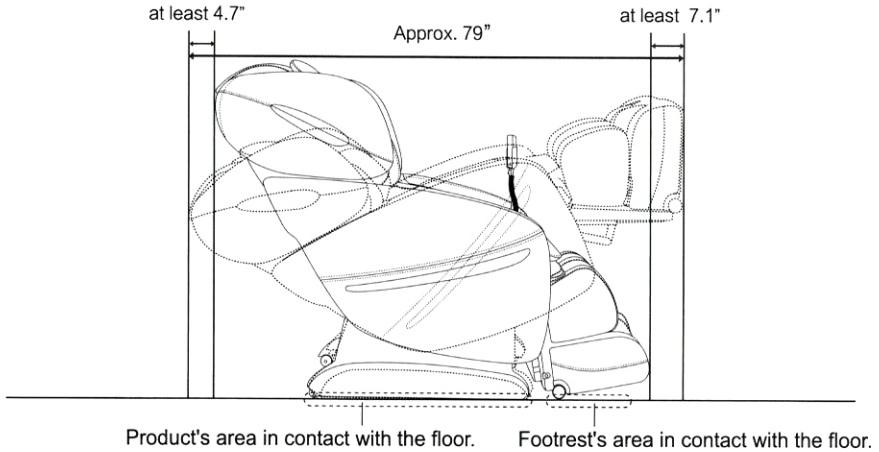 at least 4.7”
Approx. 79”
at least 7.1”
Product's area in contact with the floor.
Footrest's area in contact with the floor.